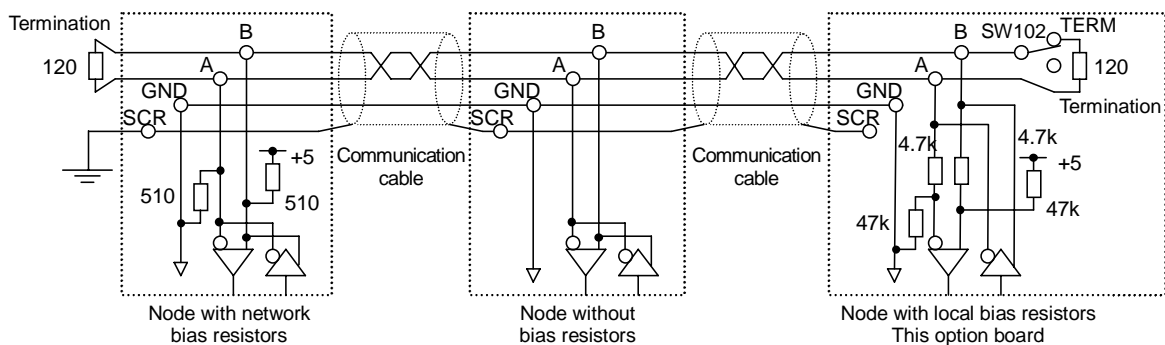 Termination
120
B
A
GND
SCR
+5
510
510
Node with network
bias resistors
Communication
cable
B
A
GND
SCR
Node without
bias resistors
Communication
cable
B
A
GND
SCR
SW102
TERM
120
Termination
4.7k
4.7k
+5
47k
47k
Node with local bias resistors
This option board